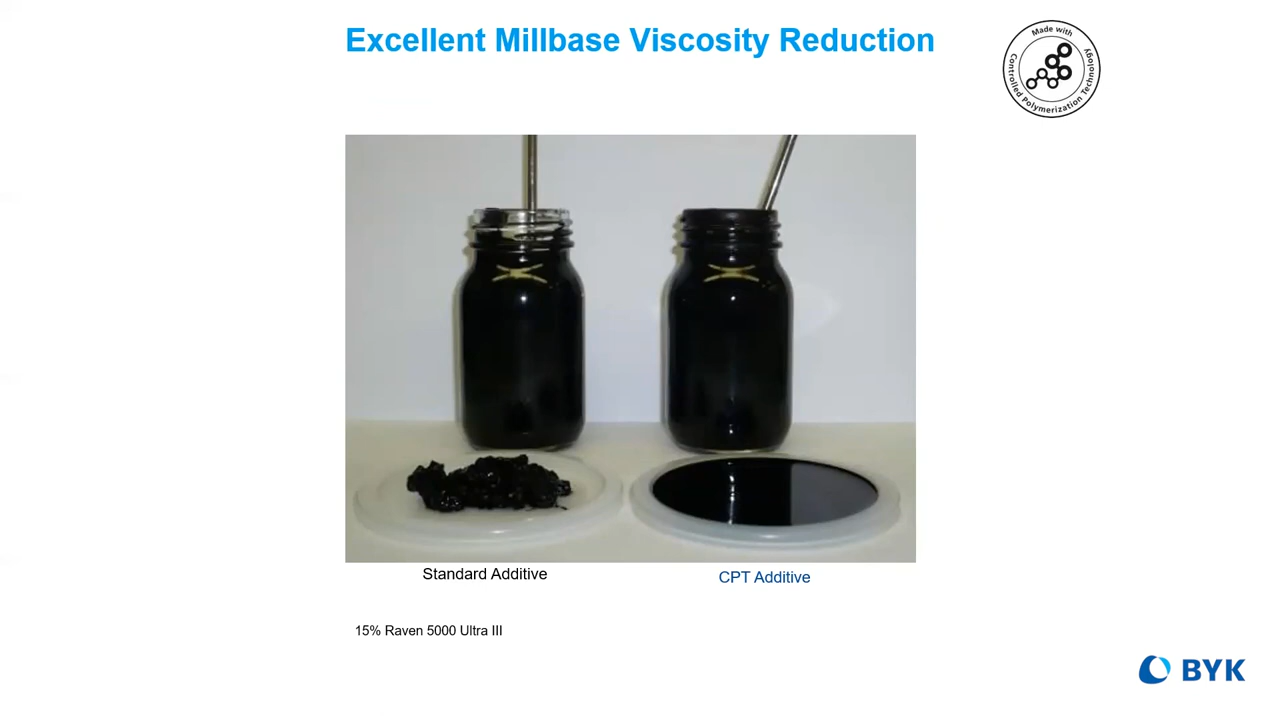 Excellent Millbase Viscosity Reduction
Made with
Controlled Polymerization Technology
Standard Additive
CPT Additive
15% Raven 5000 Ultra III
BYK